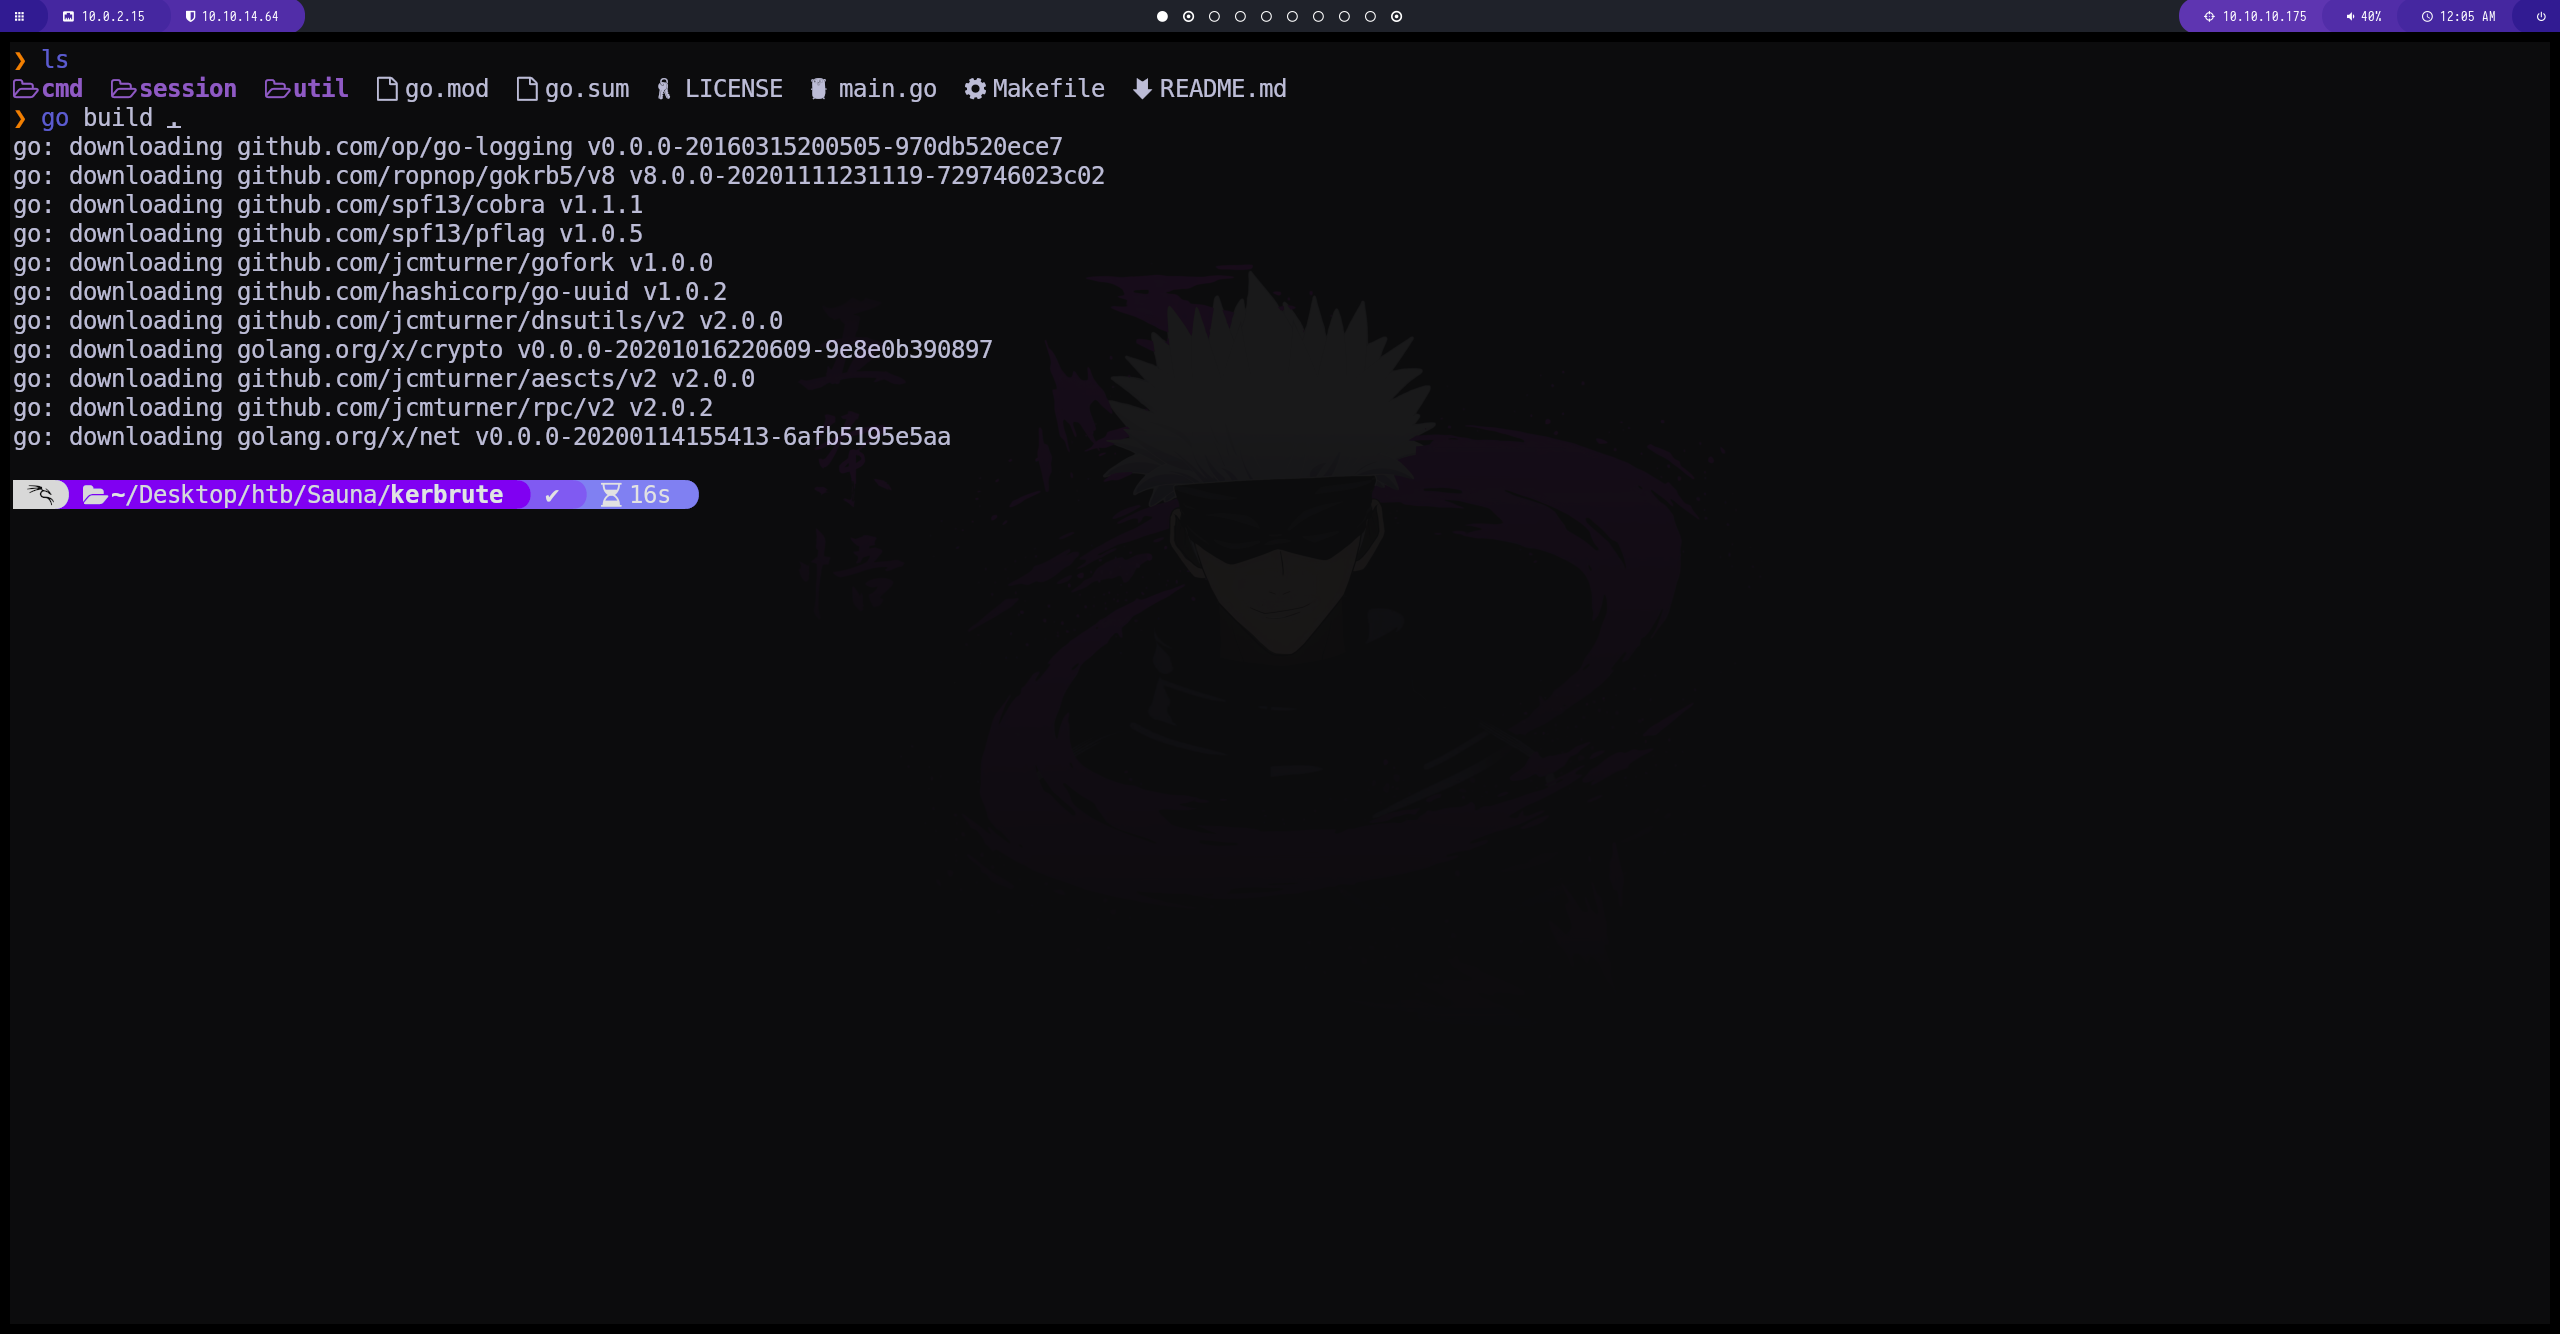 10.0.2.15 10.10.14.64 10.10.10.175 40% 12:05 AM
❯ ls
cmd session util go.mod go.sum LICENSE main.go Makefile README.md
❯ go build .
go: downloading github.com/op/go-logging v0.0.0-20160315200505-970db520ece7
go: downloading github.com/ropnop/gokrb5/v8 v8.0.0-20201111231119-729746023c02
go: downloading github.com/spf13/cobra v1.1.1
go: downloading github.com/spf13/pflag v1.0.5
go: downloading github.com/jcmturner/gofork v1.0.0
go: downloading github.com/hashicorp/go-uuid v1.0.2
go: downloading github.com/jcmturner/dnsutils/v2 v2.0.0
go: downloading golang.org/x/crypto v0.0.0-20201016220609-9e8e0b390897
go: downloading github.com/jcmturner/aescts/v2 v2.0.0
go: downloading github.com/jcmturner/rpc/v2 v2.0.2
go: downloading golang.org/x/net v0.0.0-20200114155413-6afb5195e5aa
~/Desktop/htb/Sauna/kerbrute ✔ 16s